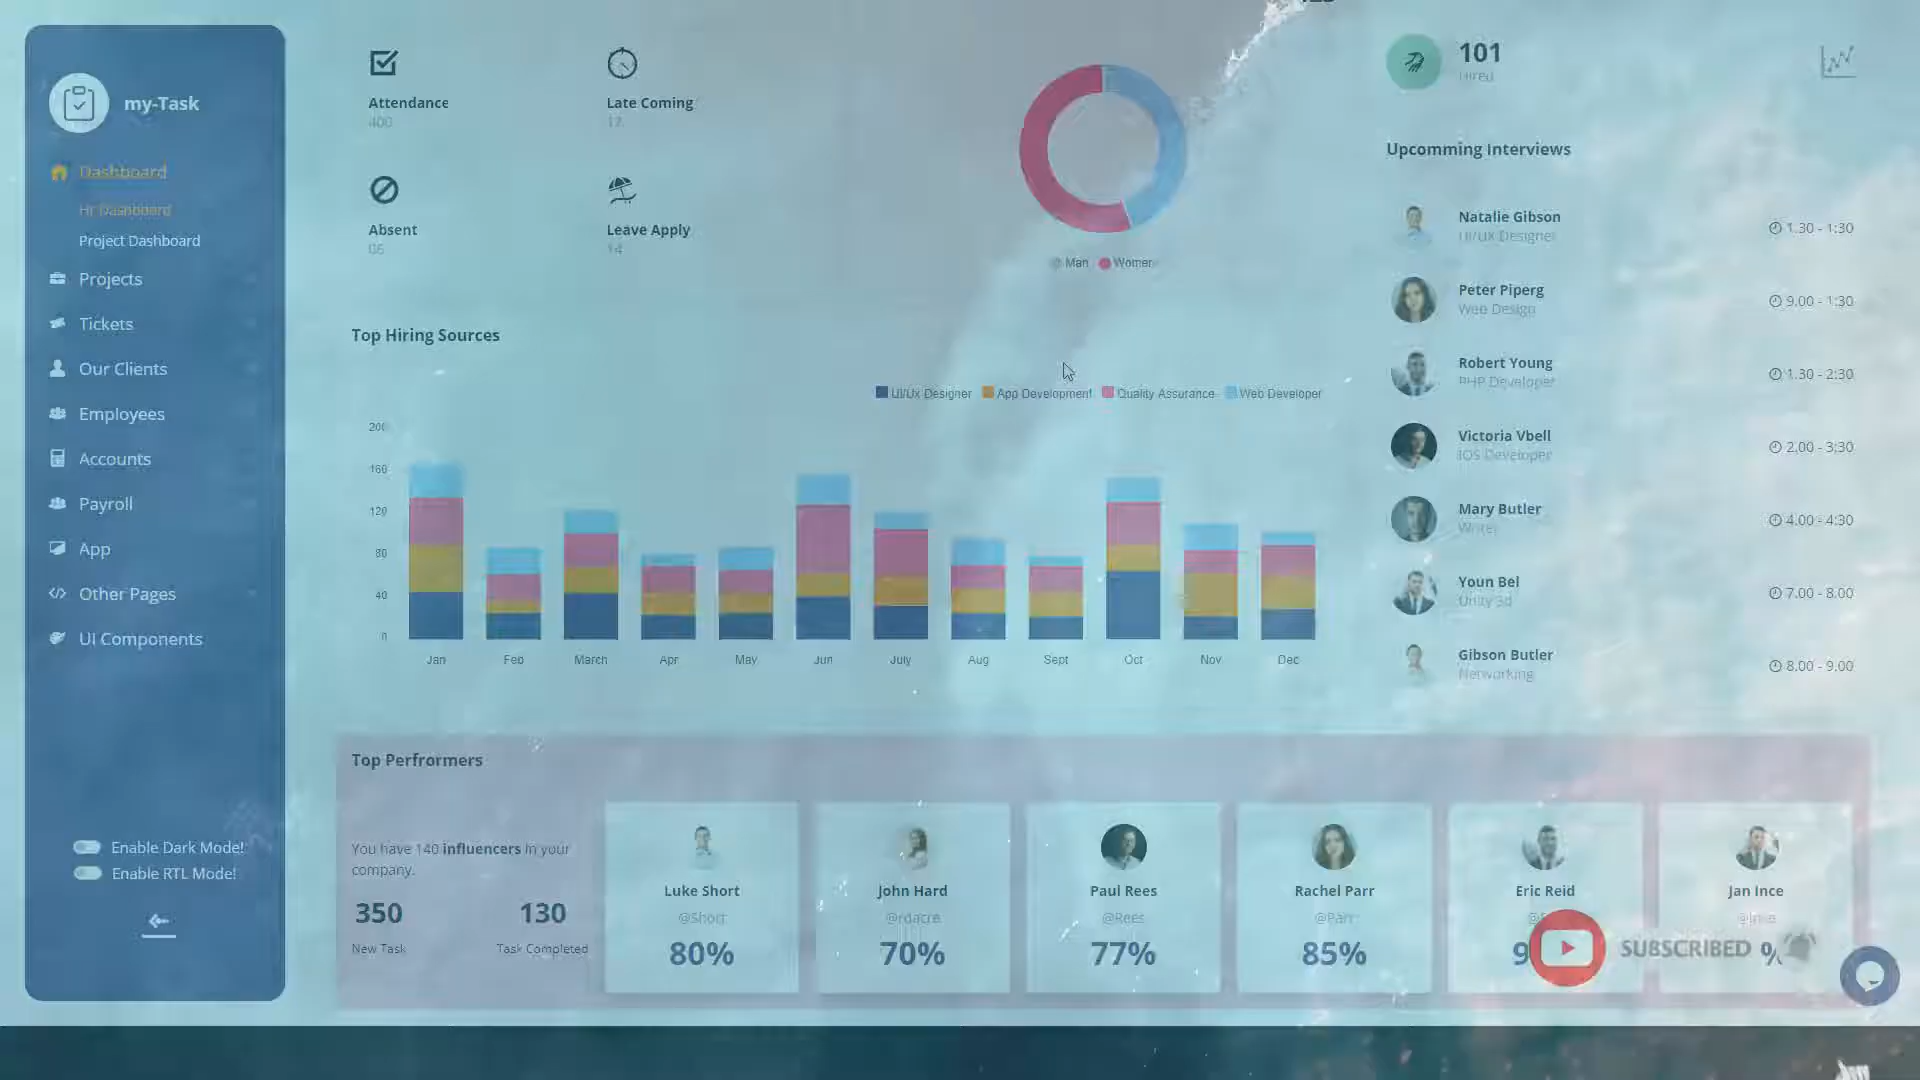 my-Task
Dashboard
Hr Dashboard
Project Dashboard
Projects
Tickets
Our Clients
Employees
Accounts
Payroll
App
Other Pages
UI Components
Enable Dark Mode!
Enable RTL Mode!
Attendance
400
Late Coming
17
Absent
06
Leave Apply
14
Man Women
101
Hired
Upcomming Interviews
Natalie Gibson
Ui/UX Designer
1.30 - 1:30
Peter Piperg
Web Design
9.00 - 1:30
Robert Young
PHP Developer
1.30 - 2:30
Victoria Vbell
IOS Developer
2.00 - 3:30
Mary Butler
Writer
4.00 - 4:30
Youn Bel
Unity 3d
7.00 - 8.00
Gibson Butler
Networking
8.00 - 9.00
Top Hiring Sources
Ui/Ux Designer App Development Quality Assurance Web Developer
200
160
120
80
40
0
Jan Feb March Apr May Jun July Aug Sept Oct Nov Dec
Top Perfrormers
You have 140 influencers in your
company.
350
New Task
130
Task Completed
Luke Short
@Short
80%
John Hard
@rdacre
70%
Paul Rees
@Rees
77%
Rachel Parr
@Parr
85%
Eric Reid
9
Jan Ince
%
SUBSCRIBED